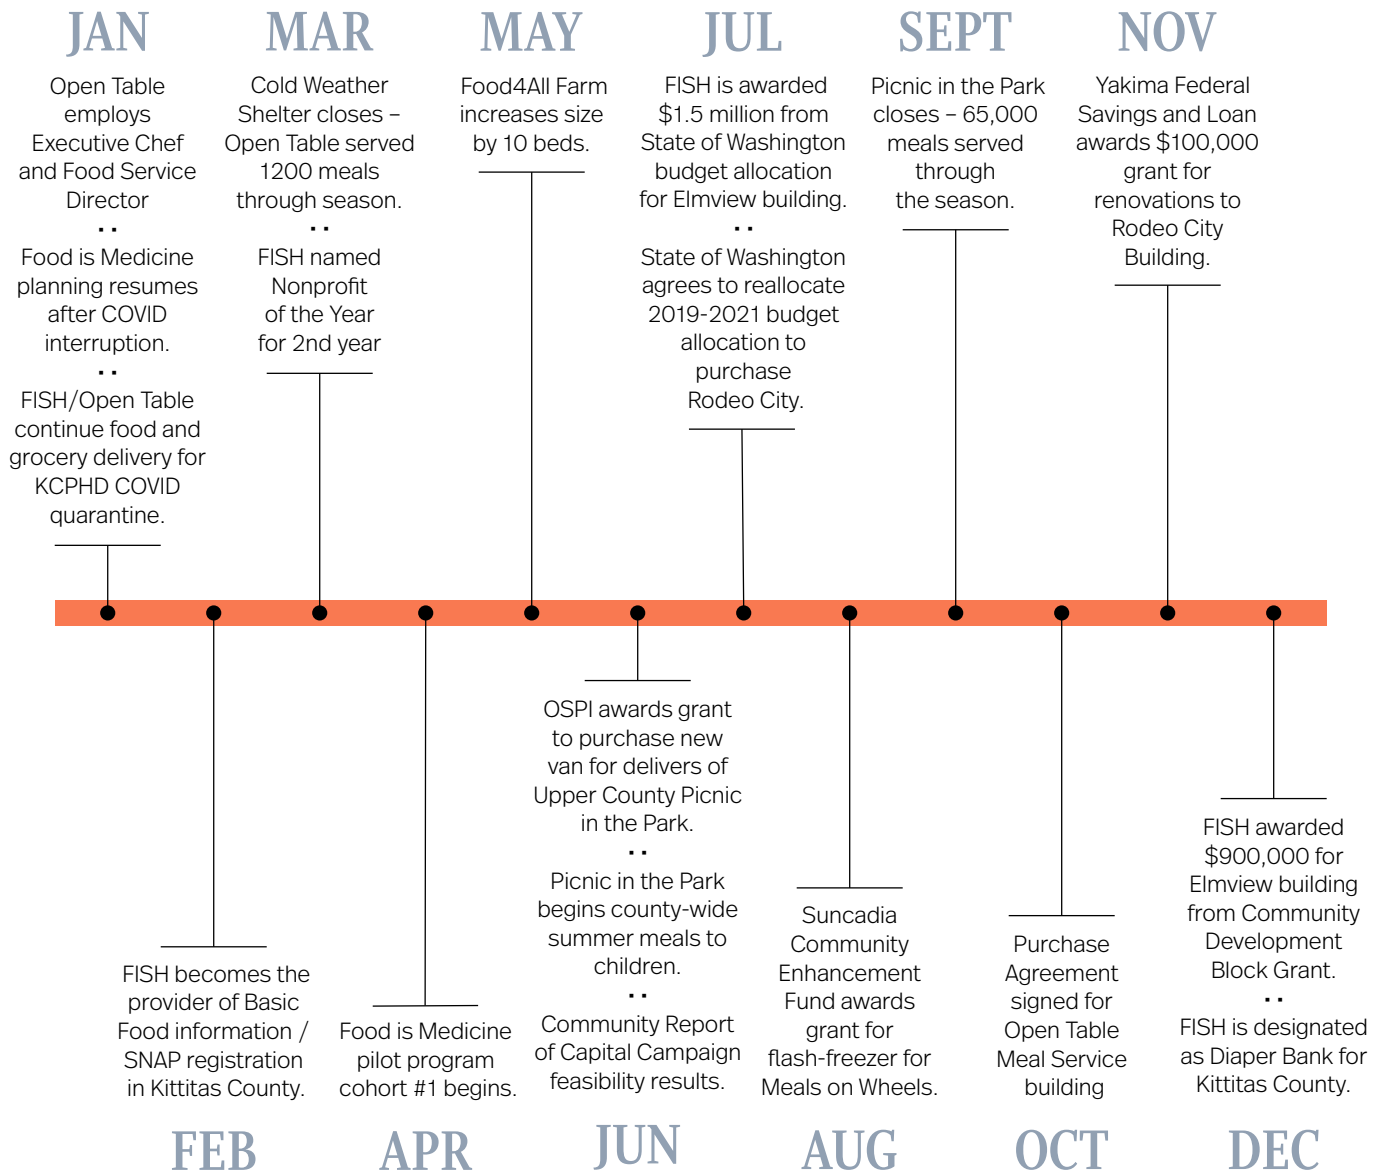 JAN
Open Table
employs
Executive Chef
and Food Service
Director
Food is Medicine
planning resumes
after COVID
interruption.
FISH/Open Table
continue food and
grocery delivery for
KCPHD COVID
quarantine.
MAR
Cold Weather
Shelter closes –
Open Table served
1200 meals
through season.
FISH named
Nonprofit
of the Year
for 2nd year
MAY
Food4All Farm
increases size
by 10 beds.
JUL
FISH is awarded
$1.5 million from
State of Washington
budget allocation
for Elmview building.
State of Washington
agrees to reallocate
2019-2021 budget
allocation to
purchase
Rodeo City.
SEPT
Picnic in the Park
closes – 65,000
meals served
through
the season.
NOV
Yakima Federal
Savings and Loan
awards $100,000
grant for
renovations to
Rodeo City
Building.
FISH becomes the
provider of Basic
Food information /
SNAP registration
in Kittitas County.
FEB
Food is Medicine
pilot program
cohort #1 begins.
APR
OSPI awards grant
to purchase new
van for delivers of
Upper County Picnic
in the Park.
Picnic in the Park
begins county-wide
summer meals to
children.
Community Report
of Capital Campaign
feasibility results.
JUN
Suncadia
Community
Enhancement
Fund awards
grant for
flash-freezer for
Meals on Wheels.
AUG
Purchase
Agreement
signed for
Open Table
Meal Service
building
OCT
FISH awarded
$900,000 for
Elmview building
from Community
Development
Block Grant.
FISH is designated
as Diaper Bank for
Kittitas County.
DEC